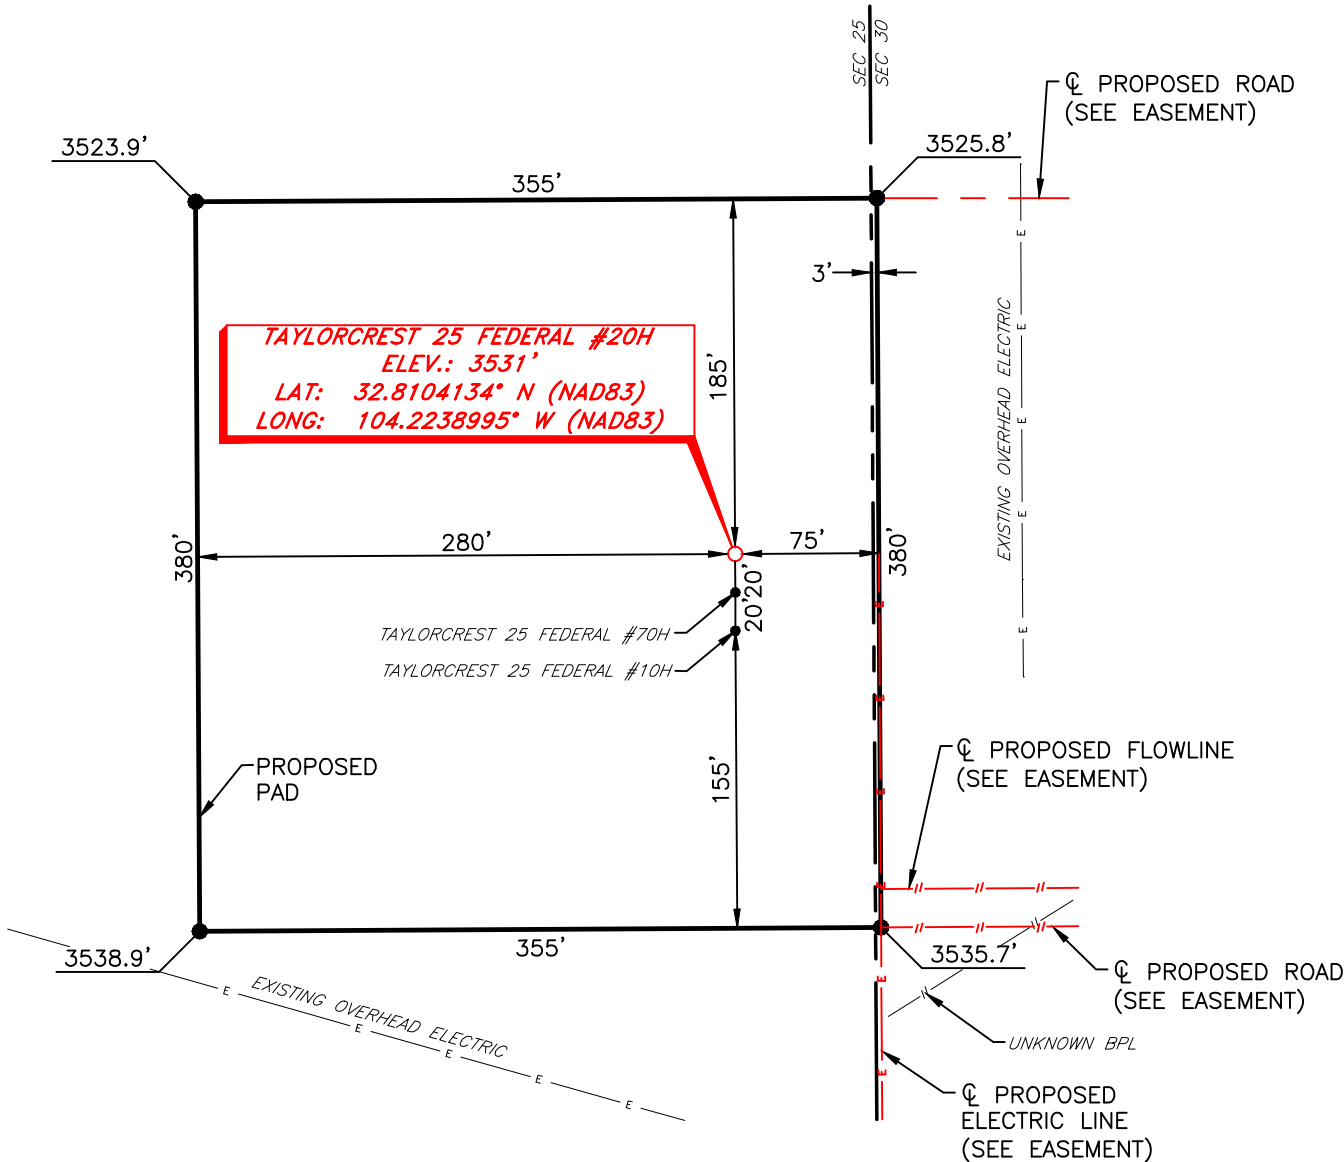 SEC 25
SEC 30
℄ PROPOSED ROAD
(SEE EASEMENT)
3523.9'
3525.8'
355'
3'
185'
TAYLORCREST 25 FEDERAL #20H
ELEV.: 3531'
LAT: 32.8104134° N (NAD83)
LONG: 104.2238995° W (NAD83)
EXISTING OVERHEAD ELECTRIC
E
E
E
E
E
380'
280'
75'
380'
20'
20'
TAYLORCREST 25 FEDERAL #70H
TAYLORCREST 25 FEDERAL #10H
E
E
E
E
155'
PROPOSED
PAD
℄ PROPOSED FLOWLINE
(SEE EASEMENT)
355'
3538.9'
3535.7'
℄ PROPOSED ROAD
(SEE EASEMENT)
EXISTING OVERHEAD ELECTRIC
E
E
E
E
E
E
E
UNKNOWN BPL
℄ PROPOSED
ELECTRIC LINE
(SEE EASEMENT)